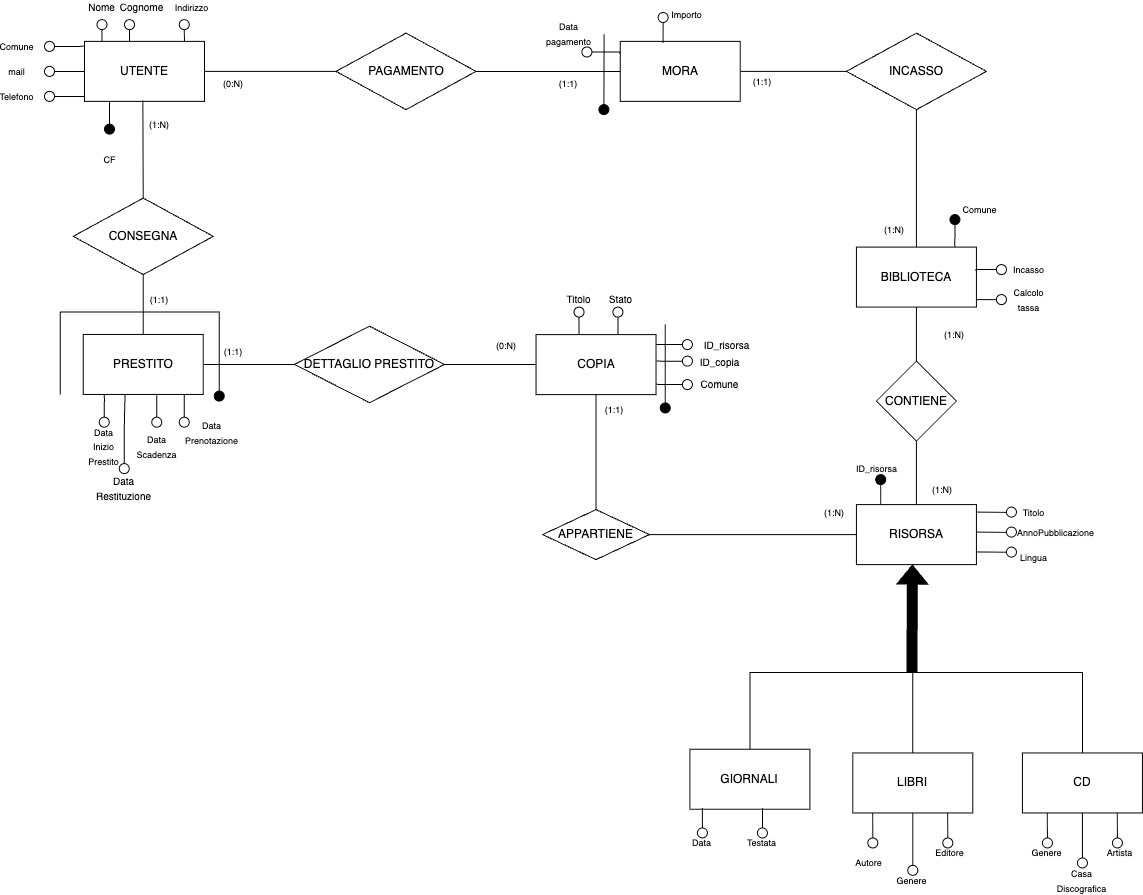 Nome Cognome Indirizzo
Comune
mail
Telefono
UTENTE
(0:N)
PAGAMENTO
(1:1)
Data
pagamento
Importo
MORA
(1:1)
INCASSO
CF
(1:N)
CONSEGNA
(1:1)
(1:N)
Comune
BIBLIOTECA
Incasso
Calcolo
tassa
(1:N)
PRESTITO
(1:1)
DETTAGLIO PRESTITO
(0:N)
Titolo Stato
COPIA
ID_risorsa
ID_copia
Comune
(1:1)
Data
Inizio
Prestito
Data
Restituzione
Data
Scadenza
Data
Prenotazione
CONTIENE
ID_risorsa
(1:N)
(1:N)
APPARTIENE
RISORSA
Titolo
AnnoPubblicazione
Lingua
GIORNALI
LIBRI
CD
Data
Testata
Autore
Genere
Editore
Genere
Casa
Discografica
Artista